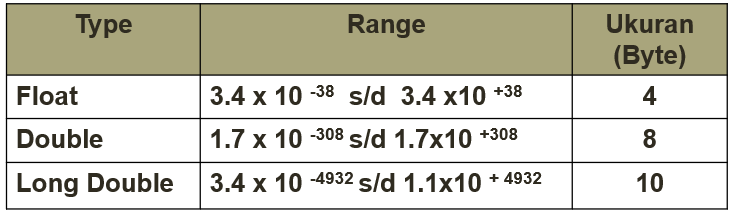 Type Range Ukuran (Byte)
Float 3.4 x 10 -38 s/d 3.4 x10 +38 4
Double 1.7 x 10 -308 s/d 1.7x10 +308 8
Long Double 3.4 x 10 -4932 s/d 1.1x10 + 4932 10